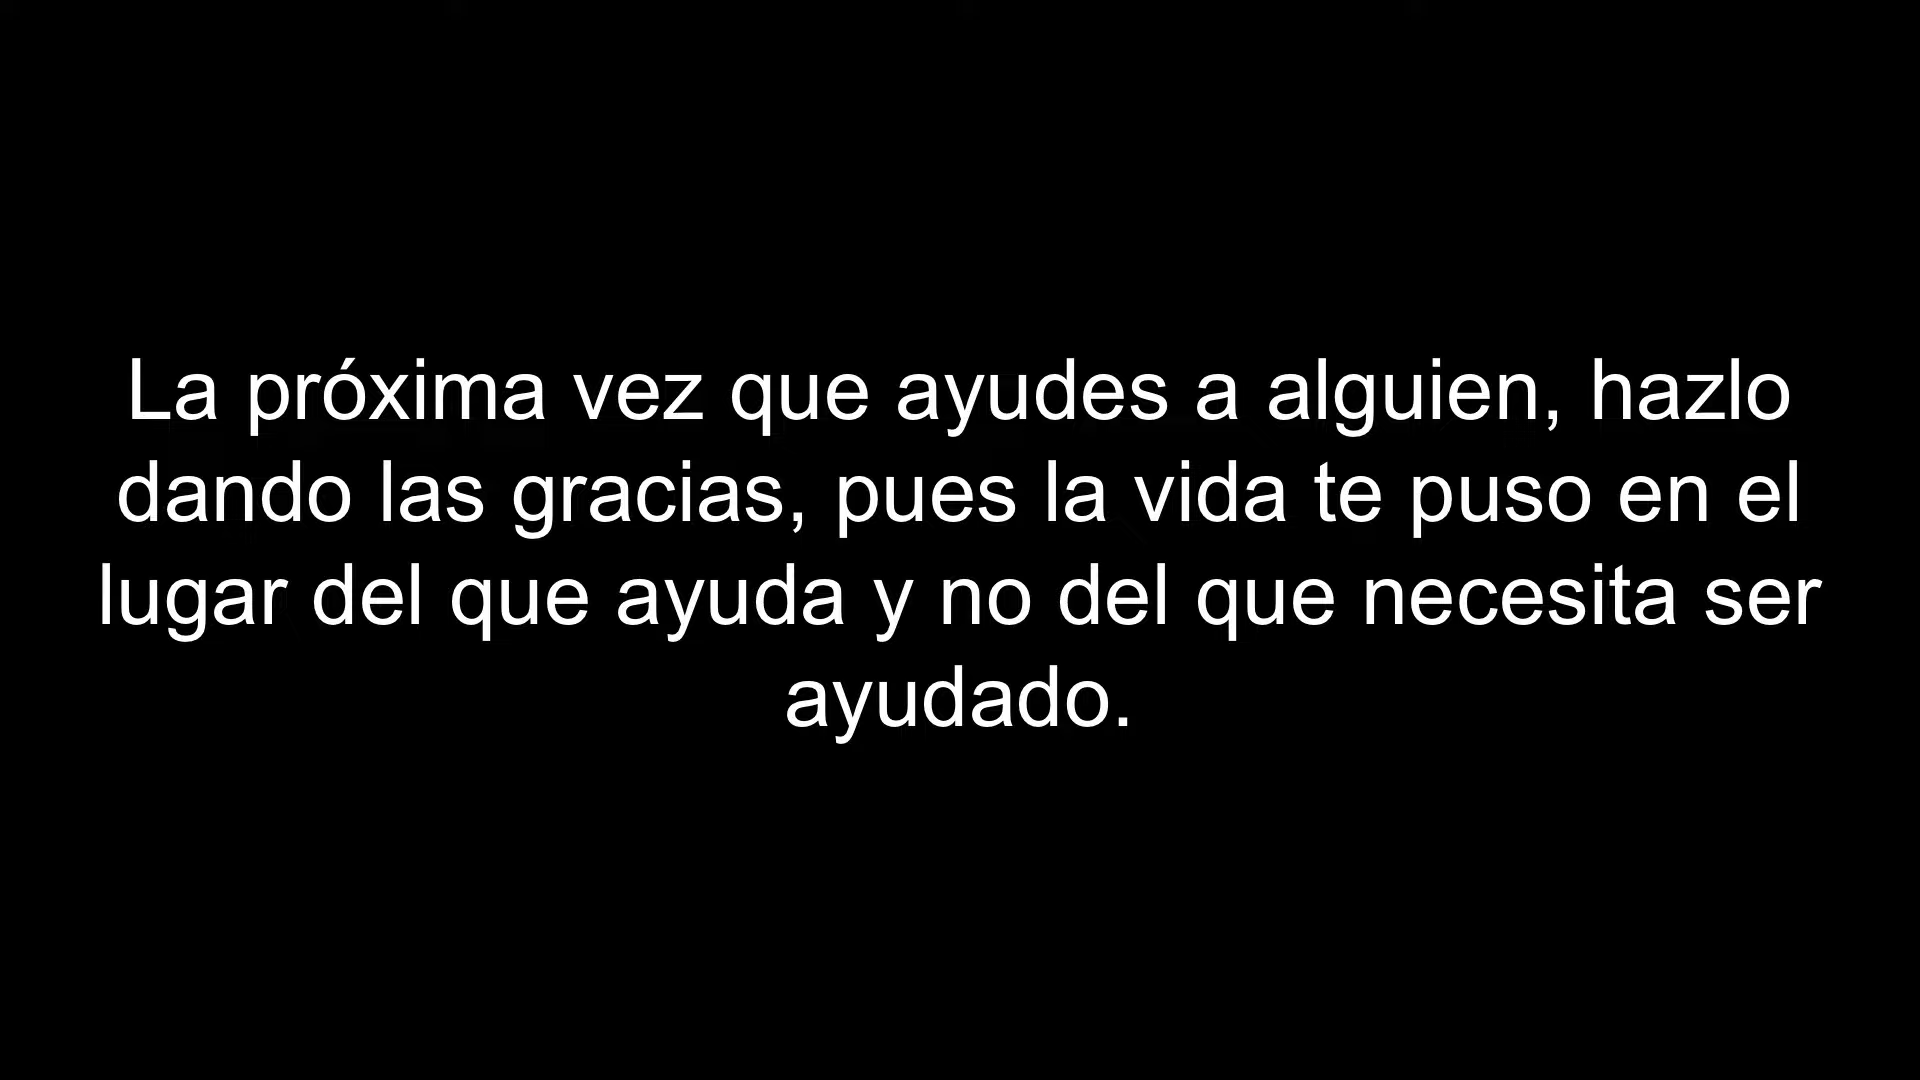 La próxima vez que ayudes a alguien, hazlo
dando las gracias, pues la vida te puso en el
lugar del que ayuda y no del que necesita ser
ayudado.